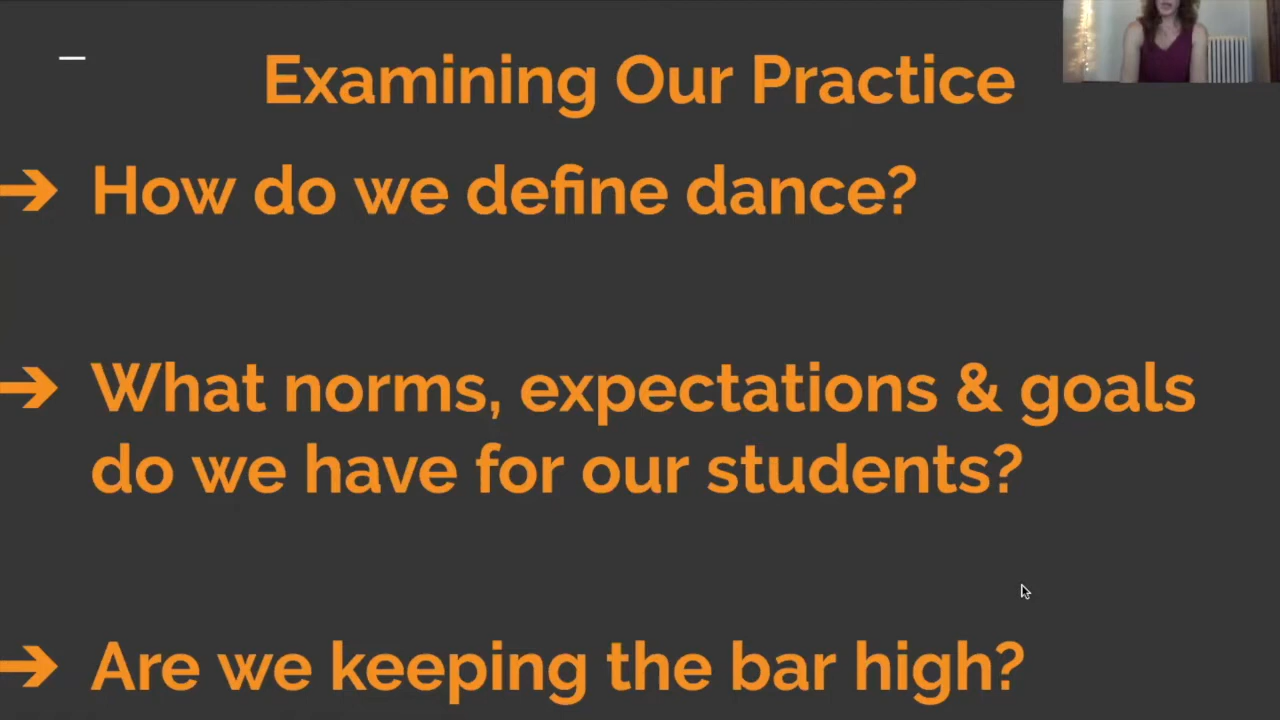 Examining Our Practice
➔ How do we define dance?
➔ What norms, expectations & goals
do we have for our students?
➔ Are we keeping the bar high?